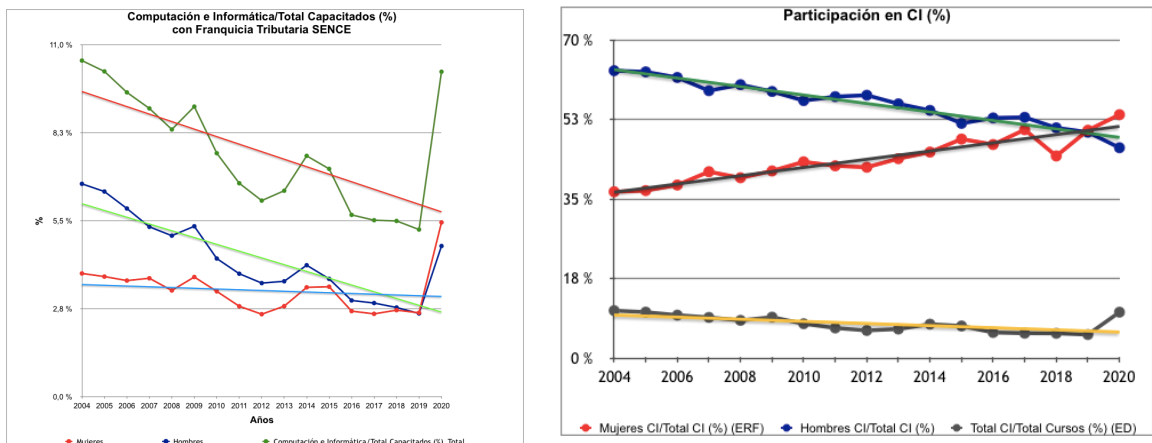 Computación e Informática/Total Capacitados (%)
con Franquicia Tributaria SENCE
11,0 %
8,3 %
5,5 %
2,8 %
0,0 %
%
2004 2005 2006 2007 2008 2009 2010 2011 2012 2013 2014 2015 2016 2017 2018 2019 2020
Años
Mujeres Hombres Computación e Informática/Total Capacitados (%) Total
Participación en CI (%)
70 %
53 %
35 %
18 %
0 %
2004 2006 2008 2010 2012 2014 2016 2018 2020
Mujeres CI/Total CI (%) (ERF) Hombres CI/Total CI (%) Total CI/Total Cursos (%) (ED)